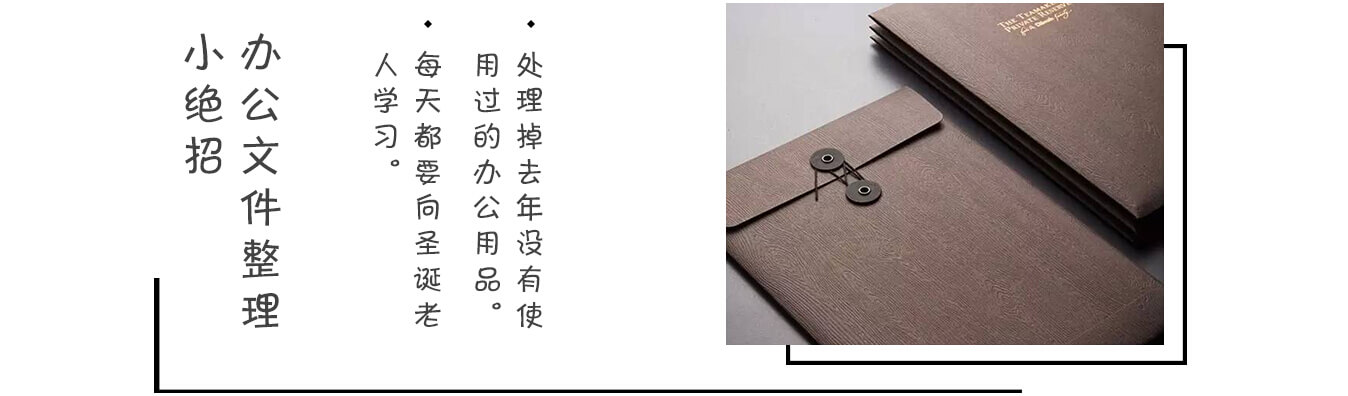 办公文件整理
小绝招
处理掉去年没有使
用过的办公用品。
每天都要向圣诞老
人学习。
THE TEAMAK
PRIVATE RESERV